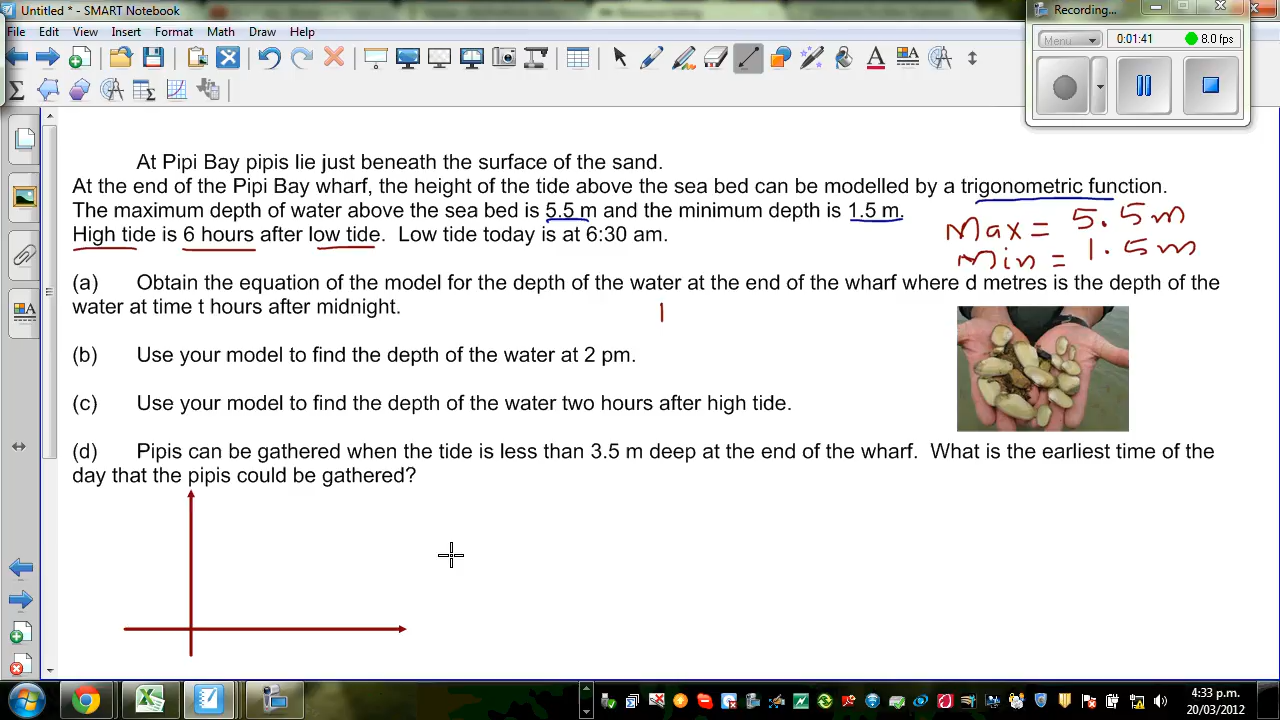 Untitled * - SMART Notebook
Recording...
File Edit View Insert Format Math Draw Help
Menu
0:01:41
8.0 fps
At Pipi Bay pipis lie just beneath the surface of the sand.
At the end of the Pipi Bay wharf, the height of the tide above the sea bed can be modelled by a trigonometric function.
The maximum depth of water above the sea bed is 5.5 m and the minimum depth is 1.5 m.
High tide is 6 hours after low tide. Low tide today is at 6:30 am.
Max = 5.5m
Min = 1.5m
(a) Obtain the equation of the model for the depth of the water at the end of the wharf where d metres is the depth of the
water at time t hours after midnight.
(b) Use your model to find the depth of the water at 2 pm.
(c) Use your model to find the depth of the water two hours after high tide.
(d) Pipis can be gathered when the tide is less than 3.5 m deep at the end of the wharf. What is the earliest time of the
day that the pipis could be gathered?
4:33 p.m.
20/03/2012